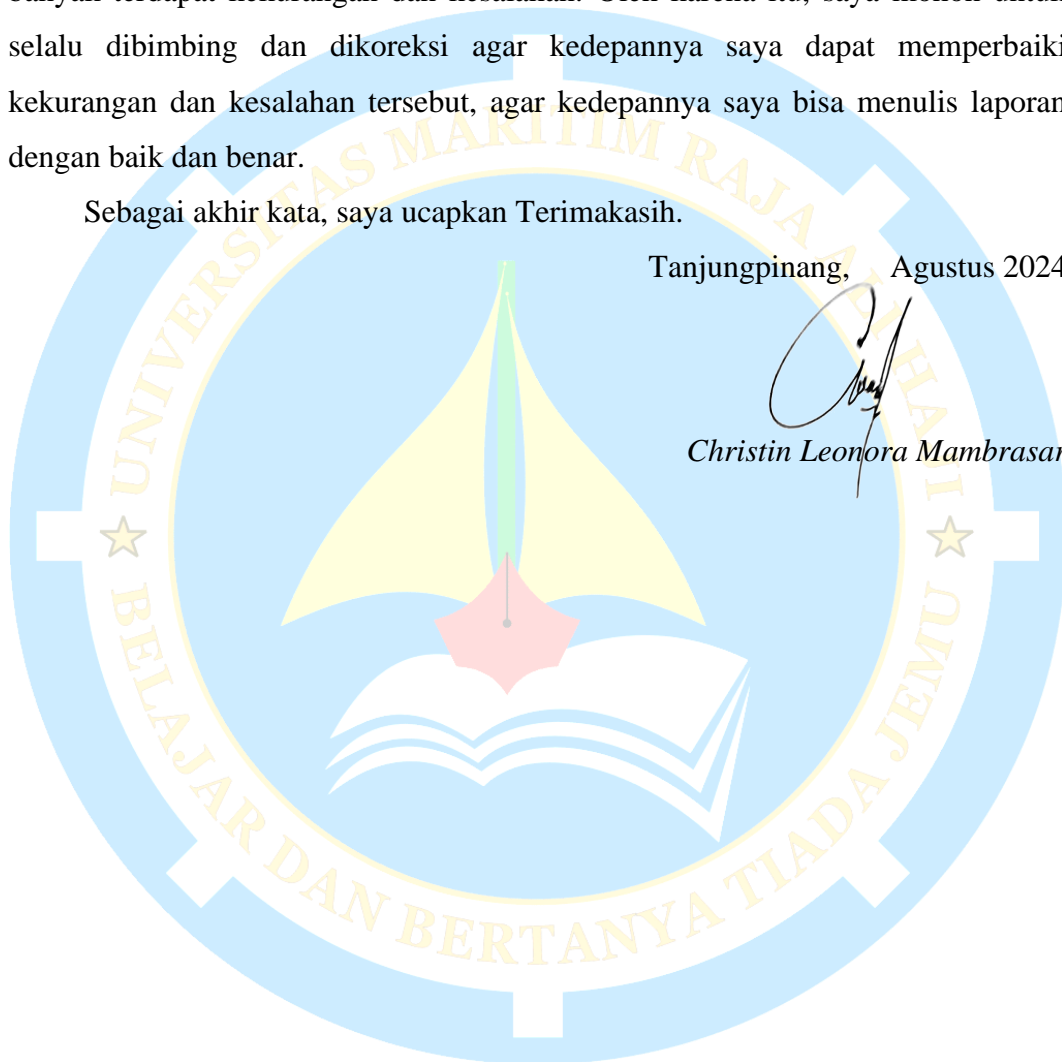 banyak terdapat kekurangan dan kesalahan. Oleh karena itu, saya mohon untuk
selalu dibimbing dan dikoreksi agar kedepannya saya dapat memperbaiki
kekurangan dan kesalahan tersebut, agar kedepannya saya bisa menulis laporan
dengan baik dan benar.
Sebagai akhir kata, saya ucapkan Terimakasih.
Tanjungpinang, Agustus 2024
Christin Leonora Mambrasar
UNIVERSITAS MARITIM RAJA ALI HAJI
BELAJAR DAN BERTANYA TIADA JEMU